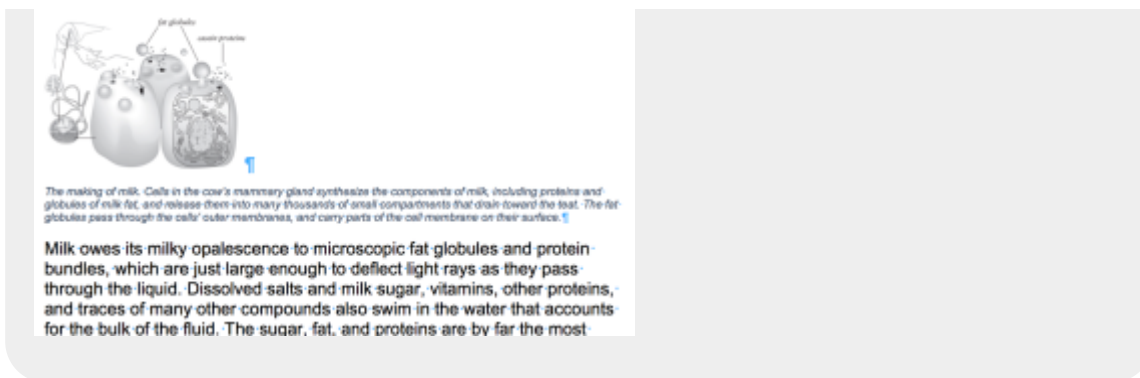 fat globules
casein proteins
The making of milk. Cells in the cow's mammary gland synthesize the components of milk, including proteins and
globules of milk fat, and release them into many thousands of small compartments that drain toward the teat. The fat
globules pass through the cells' outer membranes, and carry parts of the cell membrane on their surface.¶
Milk owes its milky opalescence to microscopic fat globules and protein
bundles, which are just large enough to deflect light rays as they pass
through the liquid. Dissolved salts and milk sugar, vitamins, other proteins,
and traces of many other compounds also swim in the water that accounts
for the bulk of the fluid. The sugar, fat, and proteins are by far the most